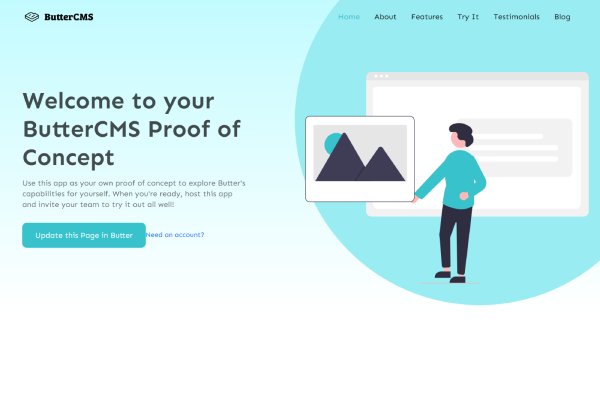 ButterCMS
Home About Features Try It Testimonials Blog
Welcome to your
ButterCMS Proof of
Concept
Use this app as your own proof of concept to explore Butter's
capabilities for yourself. When you're ready, host this app
and invite your team to try it out all well!
Update this Page in Butter Need an account?